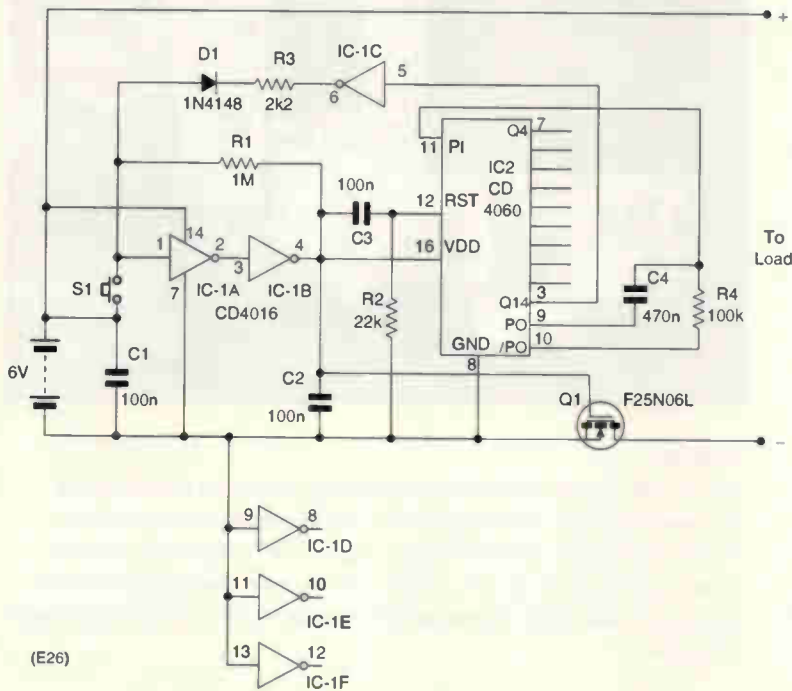 +
D1
R3
IC-1C
5
6
1N4148
2k2
R1
1M
11
PI
Q4
7
IC2
CD
4060
100n
12
RST
C3
16
VDD
14
1
2
3
4
IC-1A
IC-1B
CD4016
7
S1
R2
22k
Q14
3
PO
9
/PO
10
GND
8
C4
470n
R4
100k
To
Load
6V
C1
100n
C2
100n
Q1
F25N06L
-
9
8
IC-1D
11
10
IC-1E
13
12
IC-1F
(E26)